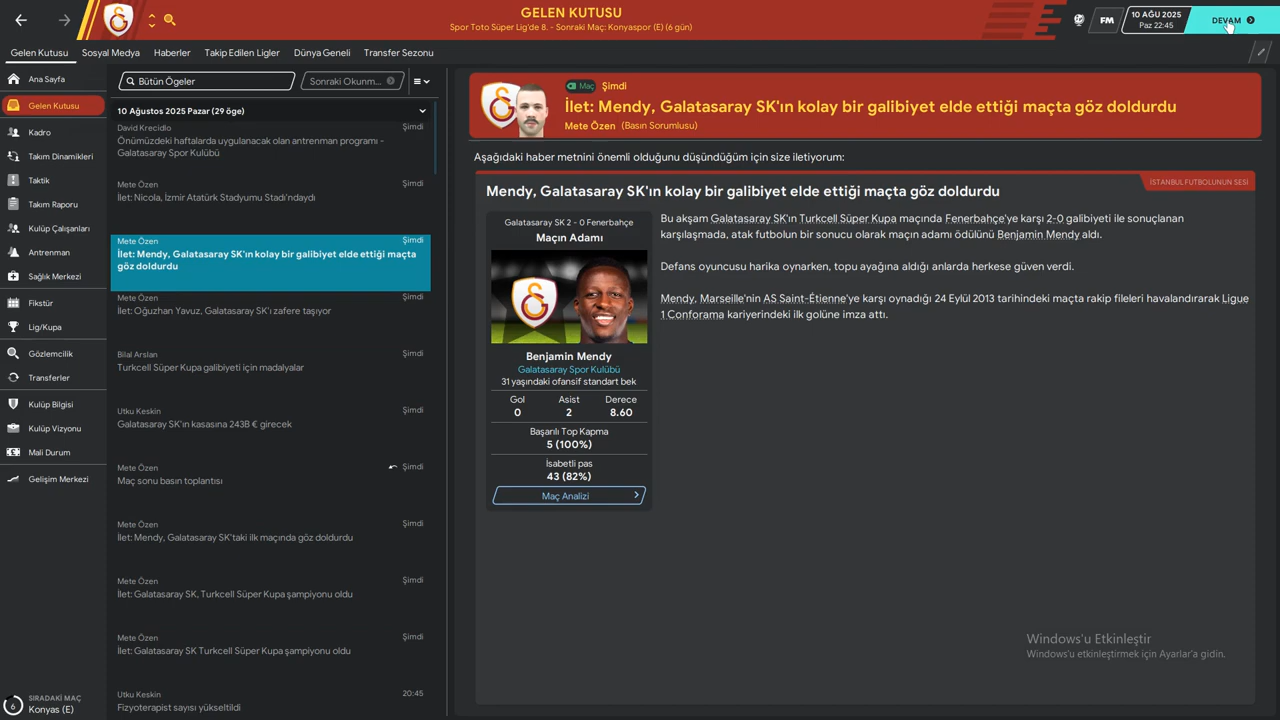 GELEN KUTUSU
Spor Toto Süper Lig'de 8. - Sonraki Maç: Konyaspor (E) (6 gün)
FM
10 AĞU 2025
Paz 22:45
DEVAM
Gelen Kutusu
Sosyal Medya
Haberler
Takip Edilen Ligler
Dünya Geneli
Transfer Sezonu
Ana Sayfa
Gelen Kutusu
Kadro
Takım Dinamikleri
Taktik
Takım Raporu
Kulüp Çalışanları
Antrenman
Sağlık Merkezi
Fikstür
Lig/Kupa
Gözlemcilik
Transferler
Kulüp Bilgisi
Kulüp Vizyonu
Mali Durum
Gelişim Merkezi
6
SIRADAKİ MAÇ
Konyas (E)
Bütün Ögeler
Sonraki Okunm...
10 Ağustos 2025 Pazar (29 öge)
David Krecidlo
Şimdi
Önümüzdeki haftalarda uygulanacak olan antrenman programı -
Galatasaray Spor Kulübü
Mete Özen
Şimdi
İlet: Nicola, İzmir Atatürk Stadyumu Stadı'ndaydı
Mete Özen
Şimdi
İlet: Mendy, Galatasaray SK'ın kolay bir galibiyet elde ettiği maçta
göz doldurdu
Mete Özen
Şimdi
İlet: Oğuzhan Yavuz, Galatasaray SK'ı zafere taşıyor
Bilal Arslan
Şimdi
Turkcell Süper Kupa galibiyeti için madalyalar
Utku Keskin
Şimdi
Galatasaray SK'ın kasasına 243B € girecek
Mete Özen
Şimdi
Maç sonu basın toplantısı
Mete Özen
Şimdi
İlet: Mendy, Galatasaray SK'taki ilk maçında göz doldurdu
Mete Özen
Şimdi
İlet: Galatasaray SK, Turkcell Süper Kupa şampiyonu oldu
Mete Özen
Şimdi
İlet: Galatasaray SK Turkcell Süper Kupa şampiyonu oldu
Utku Keskin
20:45
Fizyoterapist sayısı yükseltildi
Maç
Şimdi
İlet: Mendy, Galatasaray SK'ın kolay bir galibiyet elde ettiği maçta göz doldurdu
Mete Özen (Basın Sorumlusu)
Aşağıdaki haber metnini önemli olduğunu düşündüğüm için size iletiyorum:
İSTANBUL FUTBOLUNUN SESİ
Mendy, Galatasaray SK'ın kolay bir galibiyet elde ettiği maçta göz doldurdu
Galatasaray SK 2 - 0 Fenerbahçe
Maçın Adamı
Benjamin Mendy
Galatasaray Spor Kulübü
31 yaşındaki ofansif standart bek
Gol Asist Derece
0 2 8.60
Başarılı Top Kapma
5 (100%)
İsabetli pas
43 (82%)
Maç Analizi
Bu akşam Galatasaray SK'ın Turkcell Süper Kupa maçında Fenerbahçe'ye karşı 2-0 galibiyeti ile sonuçlanan
karşılaşmada, atak futbolun bir sonucu olarak maçın adamı ödülünü Benjamin Mendy aldı.
Defans oyuncusu harika oynarken, topu ayağına aldığı anlarda herkese güven verdi.
Mendy, Marseille'nin AS Saint-Étienne'ye karşı oynadığı 24 Eylül 2013 tarihindeki maçta rakip fileleri havalandırarak Ligue
1 Conforama kariyerindeki ilk golüne imza attı.
Windows'u Etkinleştir
Windows'u etkinleştirmek için Ayarlar'a gidin.